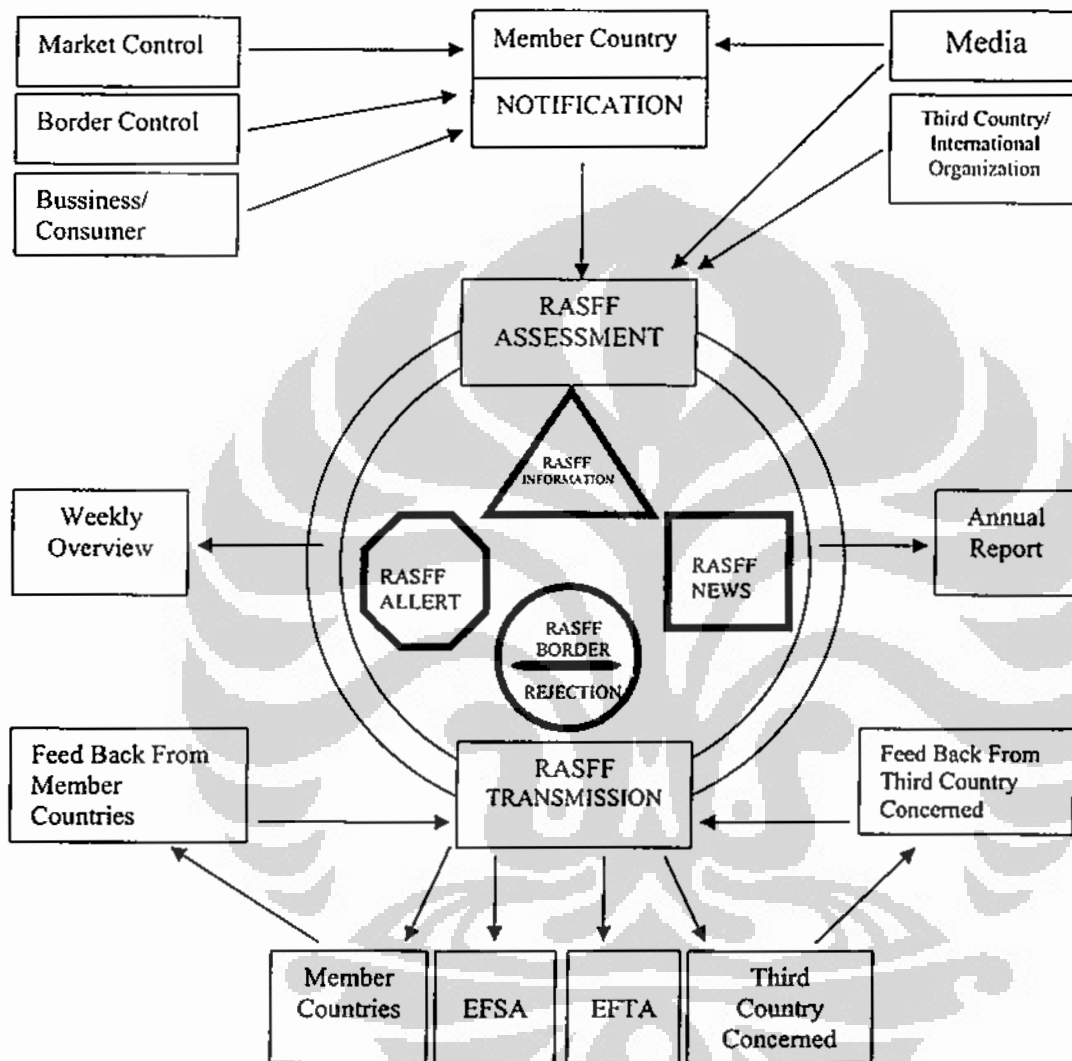 Market Control
Member Country
Media
Border Control
NOTIFICATION
Third Country/
International
Organization
Bussiness/
Consumer
RASFF
ASSESSMENT
RASFF
INFORMATION
Weekly
Overview
RASFF
ALLERT
RASFF
NEWS
Annual
Report
RASFF
BORDER
REJECTION
Feed Back From
Member
Countries
RASFF
TRANSMISSION
Feed Back From
Third Country
Concerned
Member
Countries
EFSA
EFTA
Third
Country
Concerned